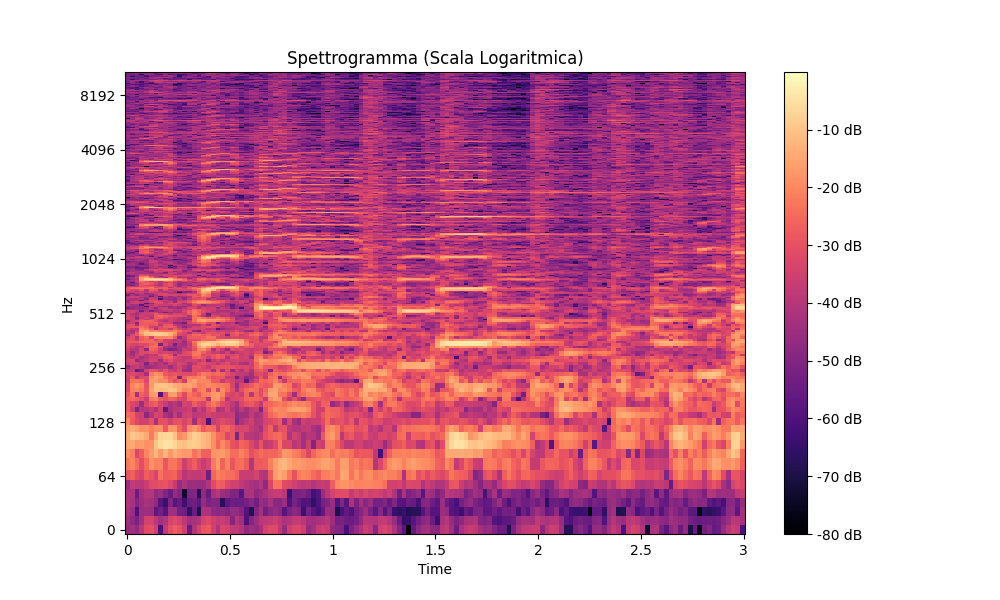 Spettrogramma (Scala Logaritmica)
Hz
8192
4096
2048
1024
512
256
128
64
0
0 0.5 1 1.5 2 2.5 3
Time
-10 dB
-20 dB
-30 dB
-40 dB
-50 dB
-60 dB
-70 dB
-80 dB